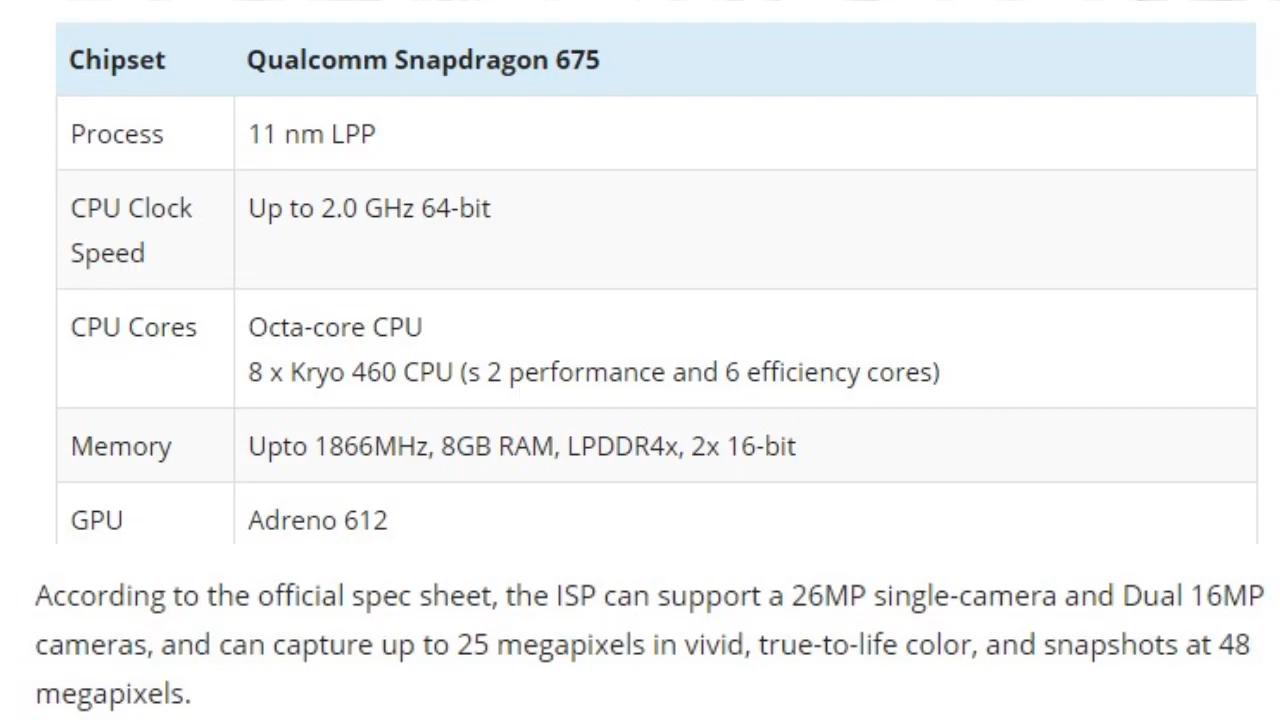 Chipset Qualcomm Snapdragon 675
Process 11 nm LPP
CPU Clock Up to 2.0 GHz 64-bit
Speed
CPU Cores Octa-core CPU
8 x Kryo 460 CPU (s 2 performance and 6 efficiency cores)
Memory Upto 1866MHz, 8GB RAM, LPDDR4x, 2x 16-bit
GPU Adreno 612
According to the official spec sheet, the ISP can support a 26MP single-camera and Dual 16MP
cameras, and can capture up to 25 megapixels in vivid, true-to-life color, and snapshots at 48
megapixels.